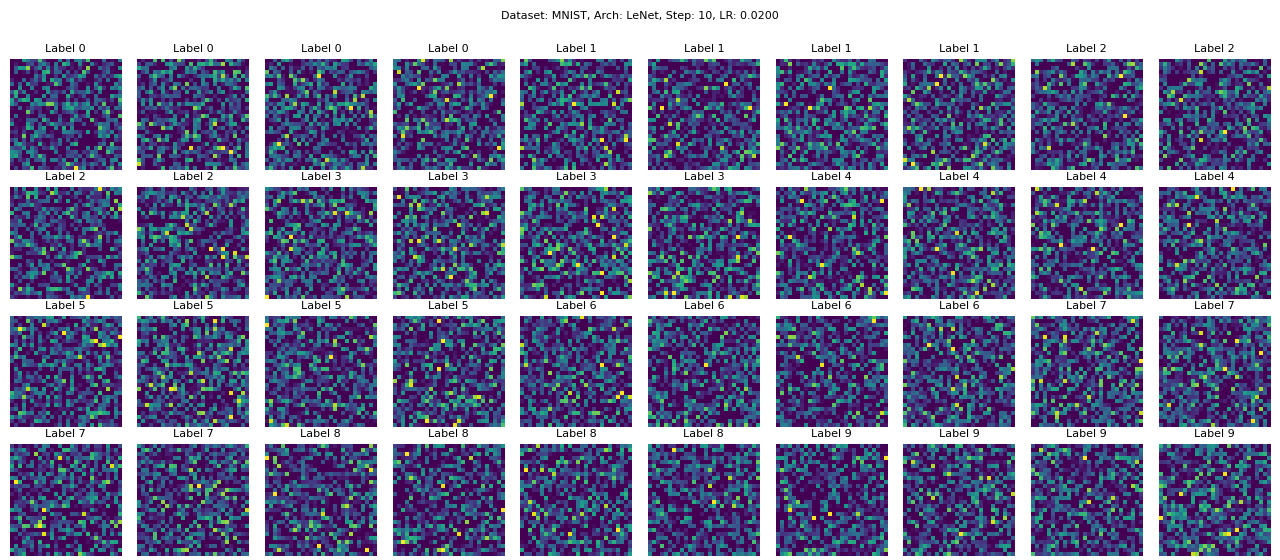 Dataset: MNIST, Arch: LeNet, Step: 10, LR: 0.0200
Label 0 Label 0 Label 0 Label 0 Label 1 Label 1 Label 1 Label 1 Label 2 Label 2
Label 2 Label 2 Label 3 Label 3 Label 3 Label 3 Label 4 Label 4 Label 4 Label 4
Label 5 Label 5 Label 5 Label 5 Label 6 Label 6 Label 6 Label 6 Label 7 Label 7
Label 7 Label 7 Label 8 Label 8 Label 8 Label 8 Label 9 Label 9 Label 9 Label 9